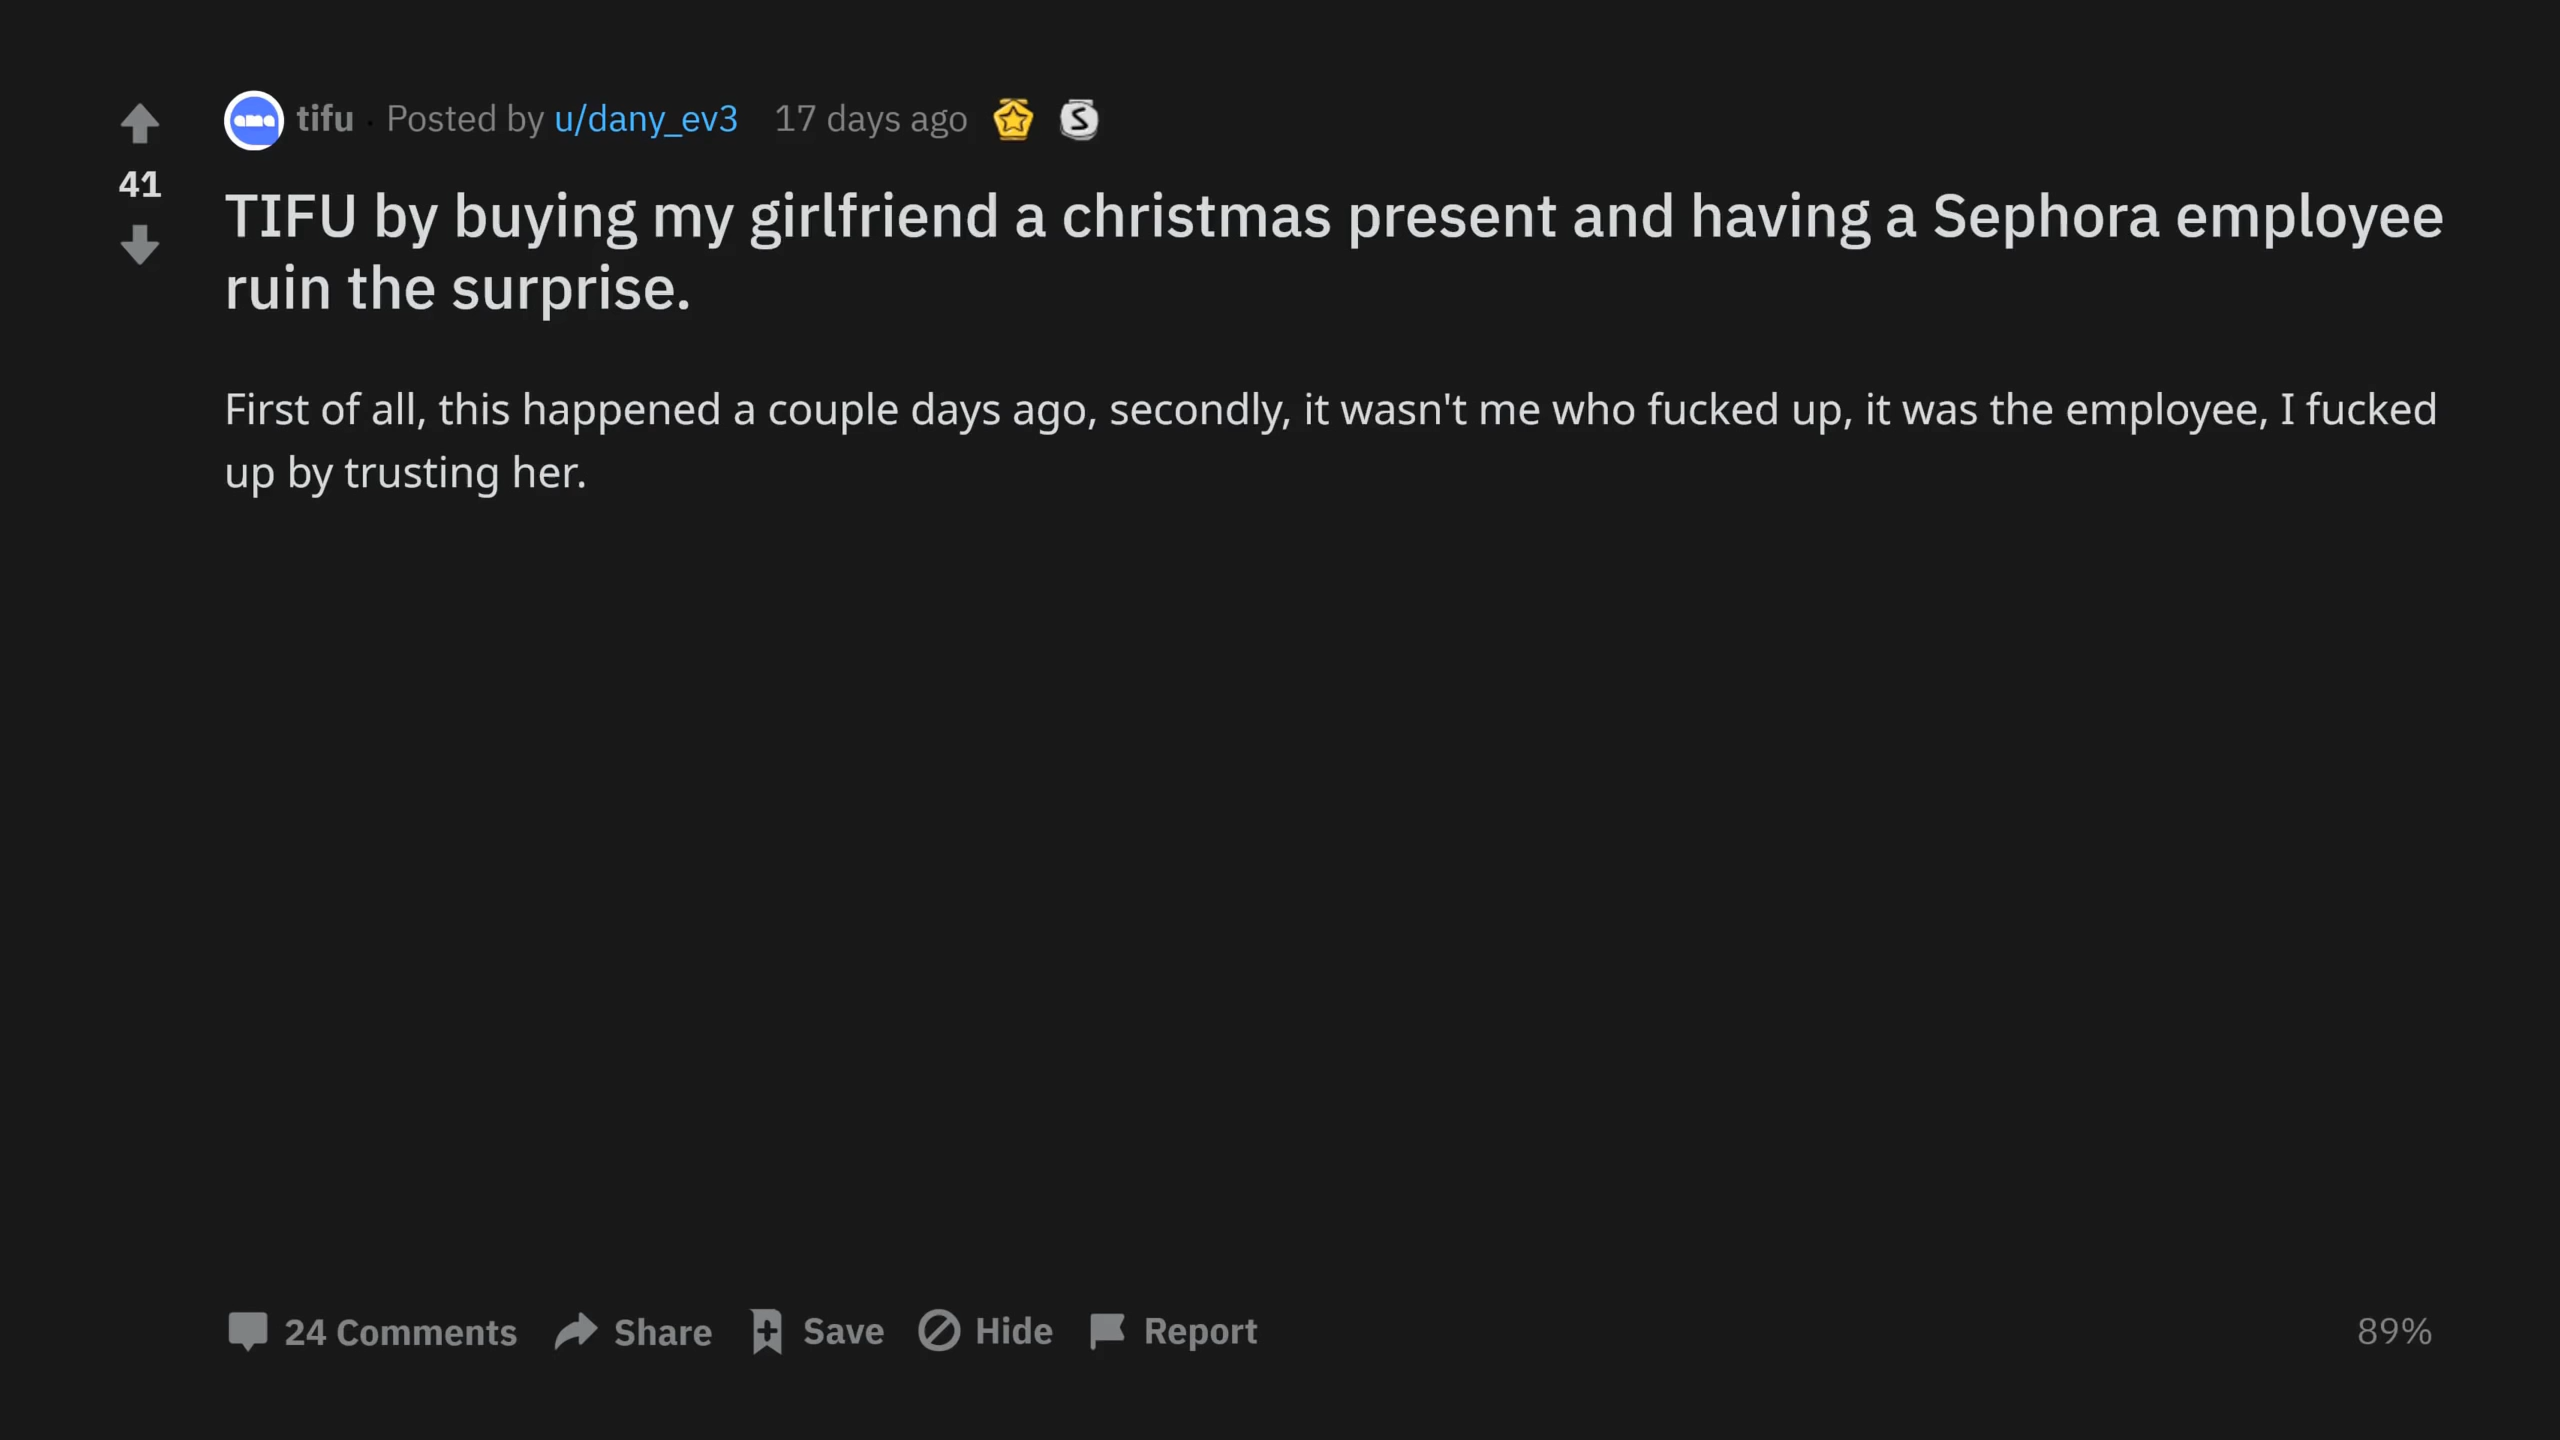 ama tifu · Posted by u/dany_ev3 17 days ago S
41
TIFU by buying my girlfriend a christmas present and having a Sephora employee
ruin the surprise.
First of all, this happened a couple days ago, secondly, it wasn't me who fucked up, it was the employee, I fucked
up by trusting her.
24 Comments Share Save Hide Report 89%